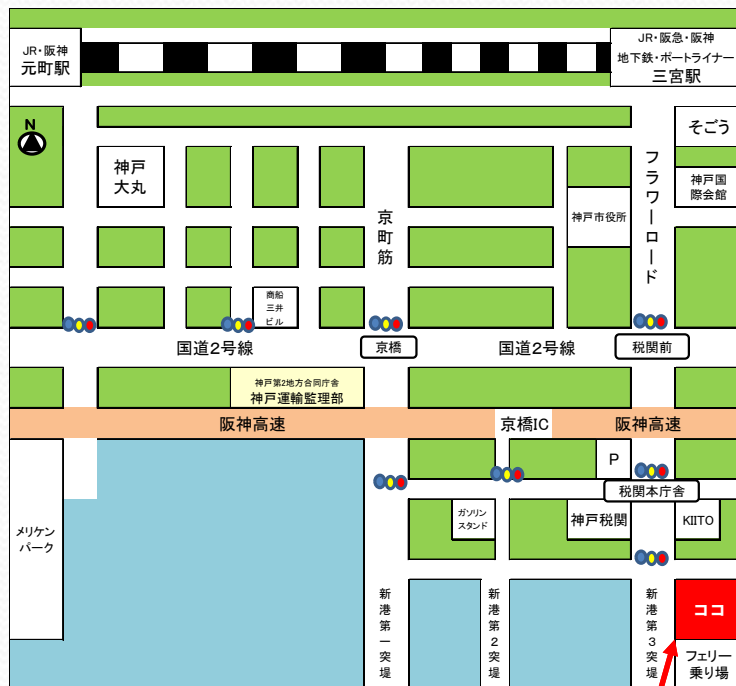 JR・阪神
元町駅
JR・阪急・阪神
地下鉄・ポートライナー
三宮駅
N
そごう
神戸
大丸
神戸国
際会館
神戸市役所
フラワーロード
京町筋
商船
三井
ビル
国道2号線
京橋
国道2号線
税関前
神戸第2地方合同庁舎
神戸運輸監理部
阪神高速
京橋IC
阪神高速
P
税関本庁舎
メリケン
パーク
ガソリン
スタンド
神戸税関
KIITO
新港第一突堤
新港第2突堤
新港第3突堤
ココ
フェリー
乗り場